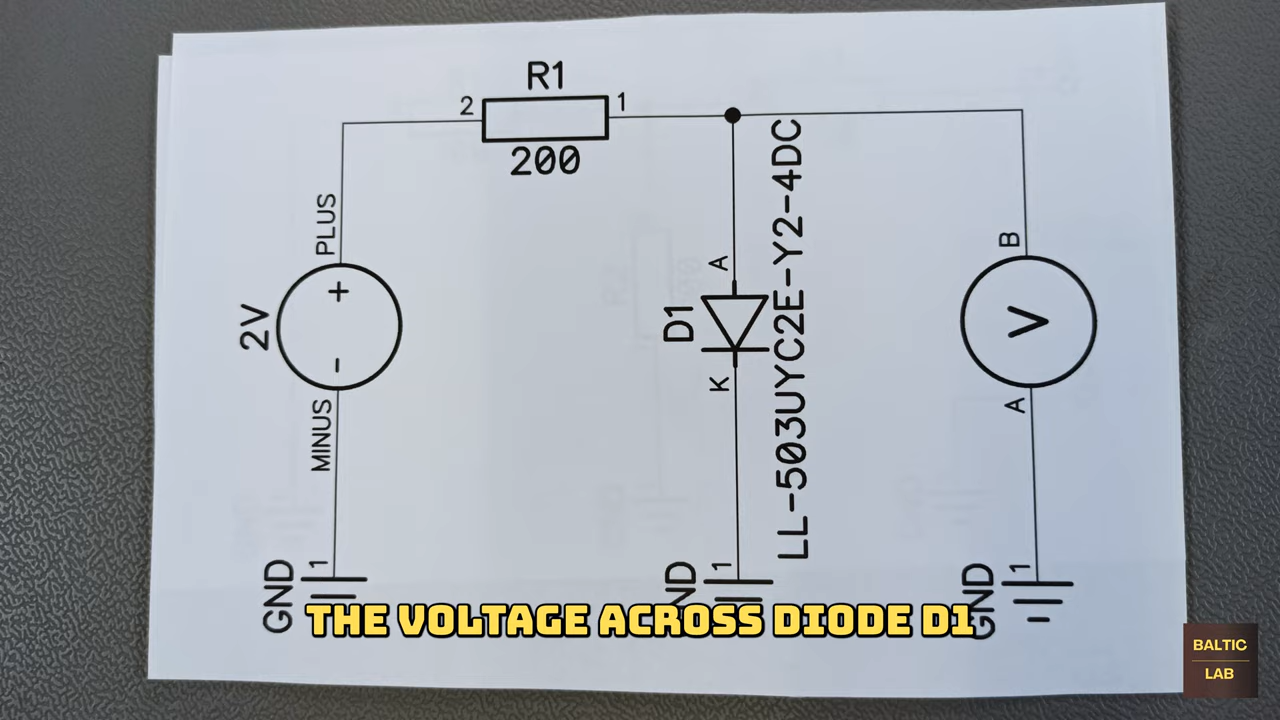 R1
2
1
200
PLUS
2V
+
-
MINUS
GND
1
A
D1
K
LL-503UYC2E-Y2-4DC
ND
1
B
V
A
GND
1
THE VOLTAGE ACROSS DIODE D1
BALTIC
LAB